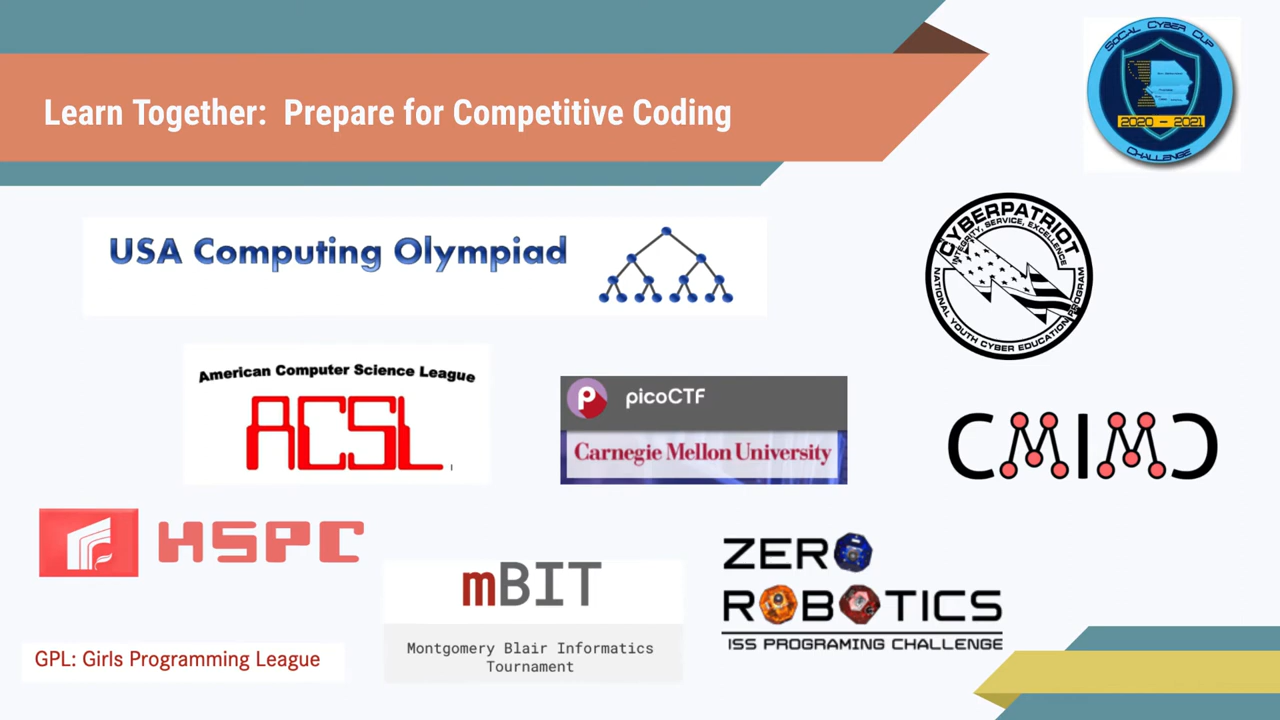 Learn Together: Prepare for Competitive Coding
SoCal Cyber Cup
2020 - 2021
Challenge
USA Computing Olympiad
CYBERPATRIOT
INTEGRITY, SERVICE, EXCELLENCE
NATIONAL YOUTH CYBER EDUCATION PROGRAM
American Computer Science League
ACSL
picoCTF
Carnegie Mellon University
CMIMC
HSPC
mBIT
Montgomery Blair Informatics
Tournament
ZERO
ROBOTICS
ISS PROGRAMING CHALLENGE
GPL: Girls Programming League